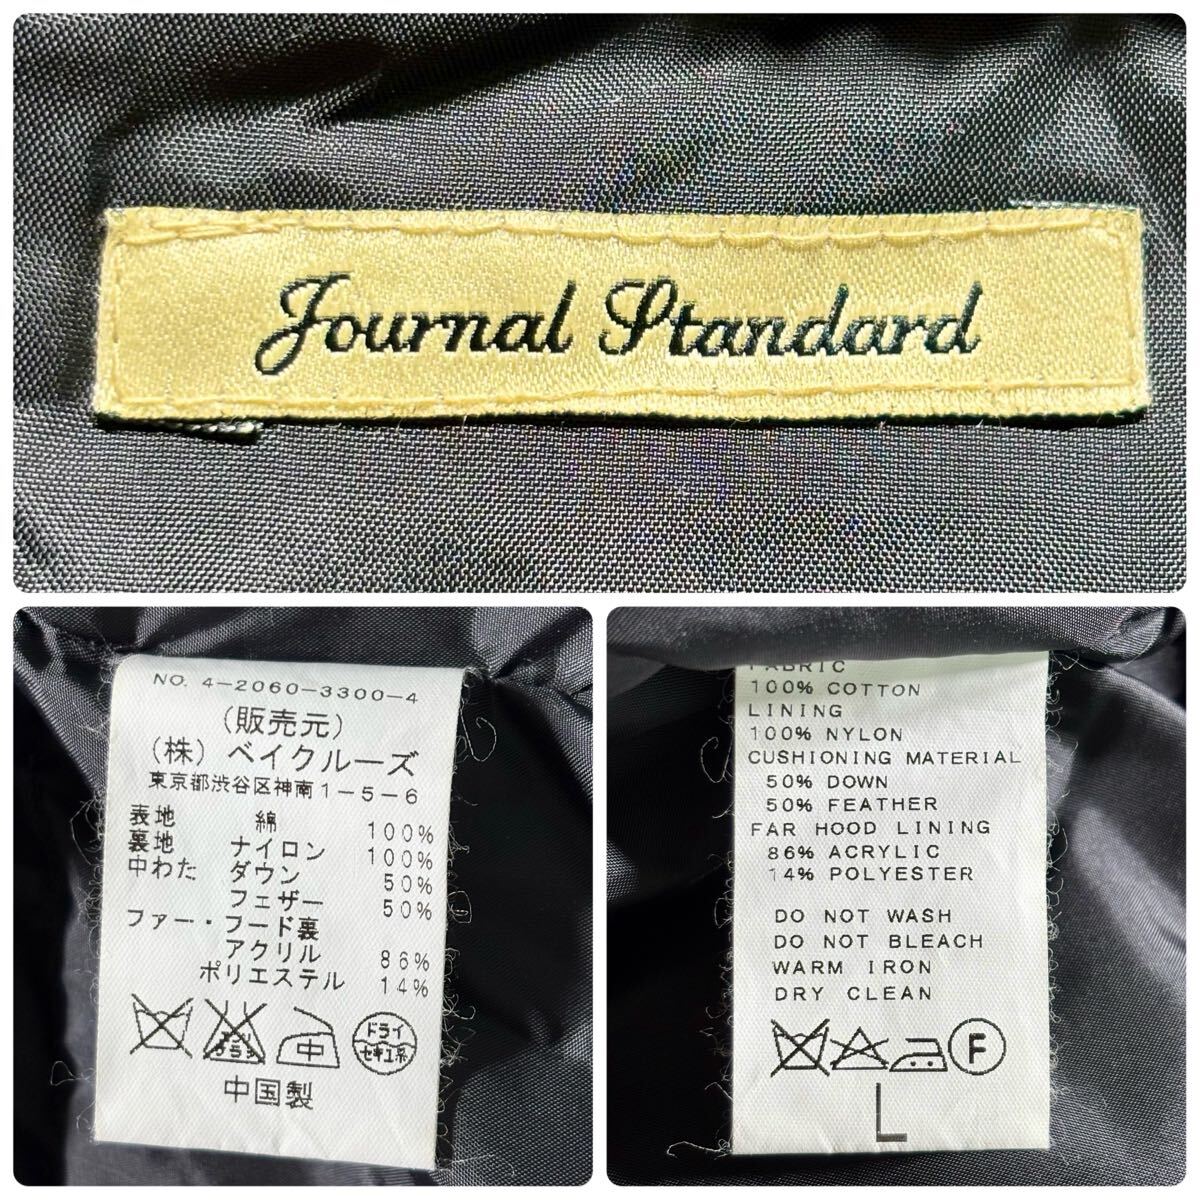 Journal Standard
NO. 4-2060-3300-4
(販売元)
(株) ベイクルーズ
東京都渋谷区神南1-5-6
表地 綿 100%
裏地 ナイロン 100%
中わた ダウン 50%
フェザー 50%
ファー・フード裏
アクリル 86%
ポリエステル 14%
中
ドライ
セキユ系
中国製
FABRIC
100% COTTON
LINING
100% NYLON
CUSHIONING MATERIAL
50% DOWN
50% FEATHER
FAR HOOD LINING
86% ACRYLIC
14% POLYESTER
DO NOT WASH
DO NOT BLEACH
WARM IRON
DRY CLEAN
F
L